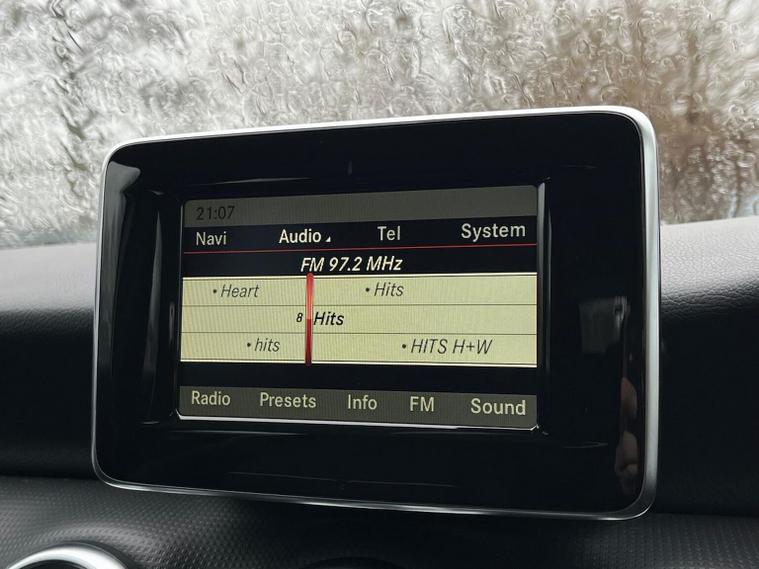 21:07
Navi Audio Tel System
FM 97.2 MHz
• Heart • Hits
8 Hits
• hits • HITS H+W
Radio Presets Info FM Sound